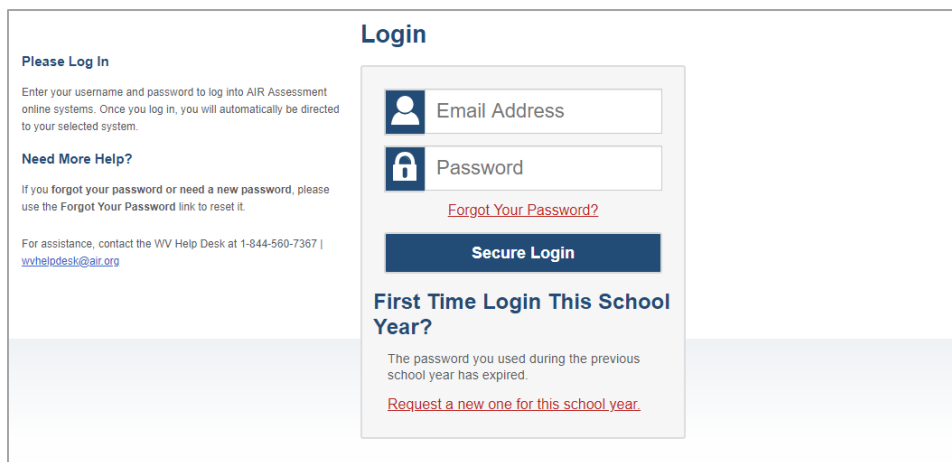 Login
Please Log In
Enter your username and password to log into AIR Assessment
online systems. Once you log in, you will automatically be directed
to your selected system.
Need More Help?
If you forgot your password or need a new password, please
use the Forgot Your Password link to reset it.
For assistance, contact the WV Help Desk at 1-844-560-7367 |
wvhelpdesk@air.org
Email Address
Password
Forgot Your Password?
Secure Login
First Time Login This School
Year?
The password you used during the previous
school year has expired.
Request a new one for this school year.